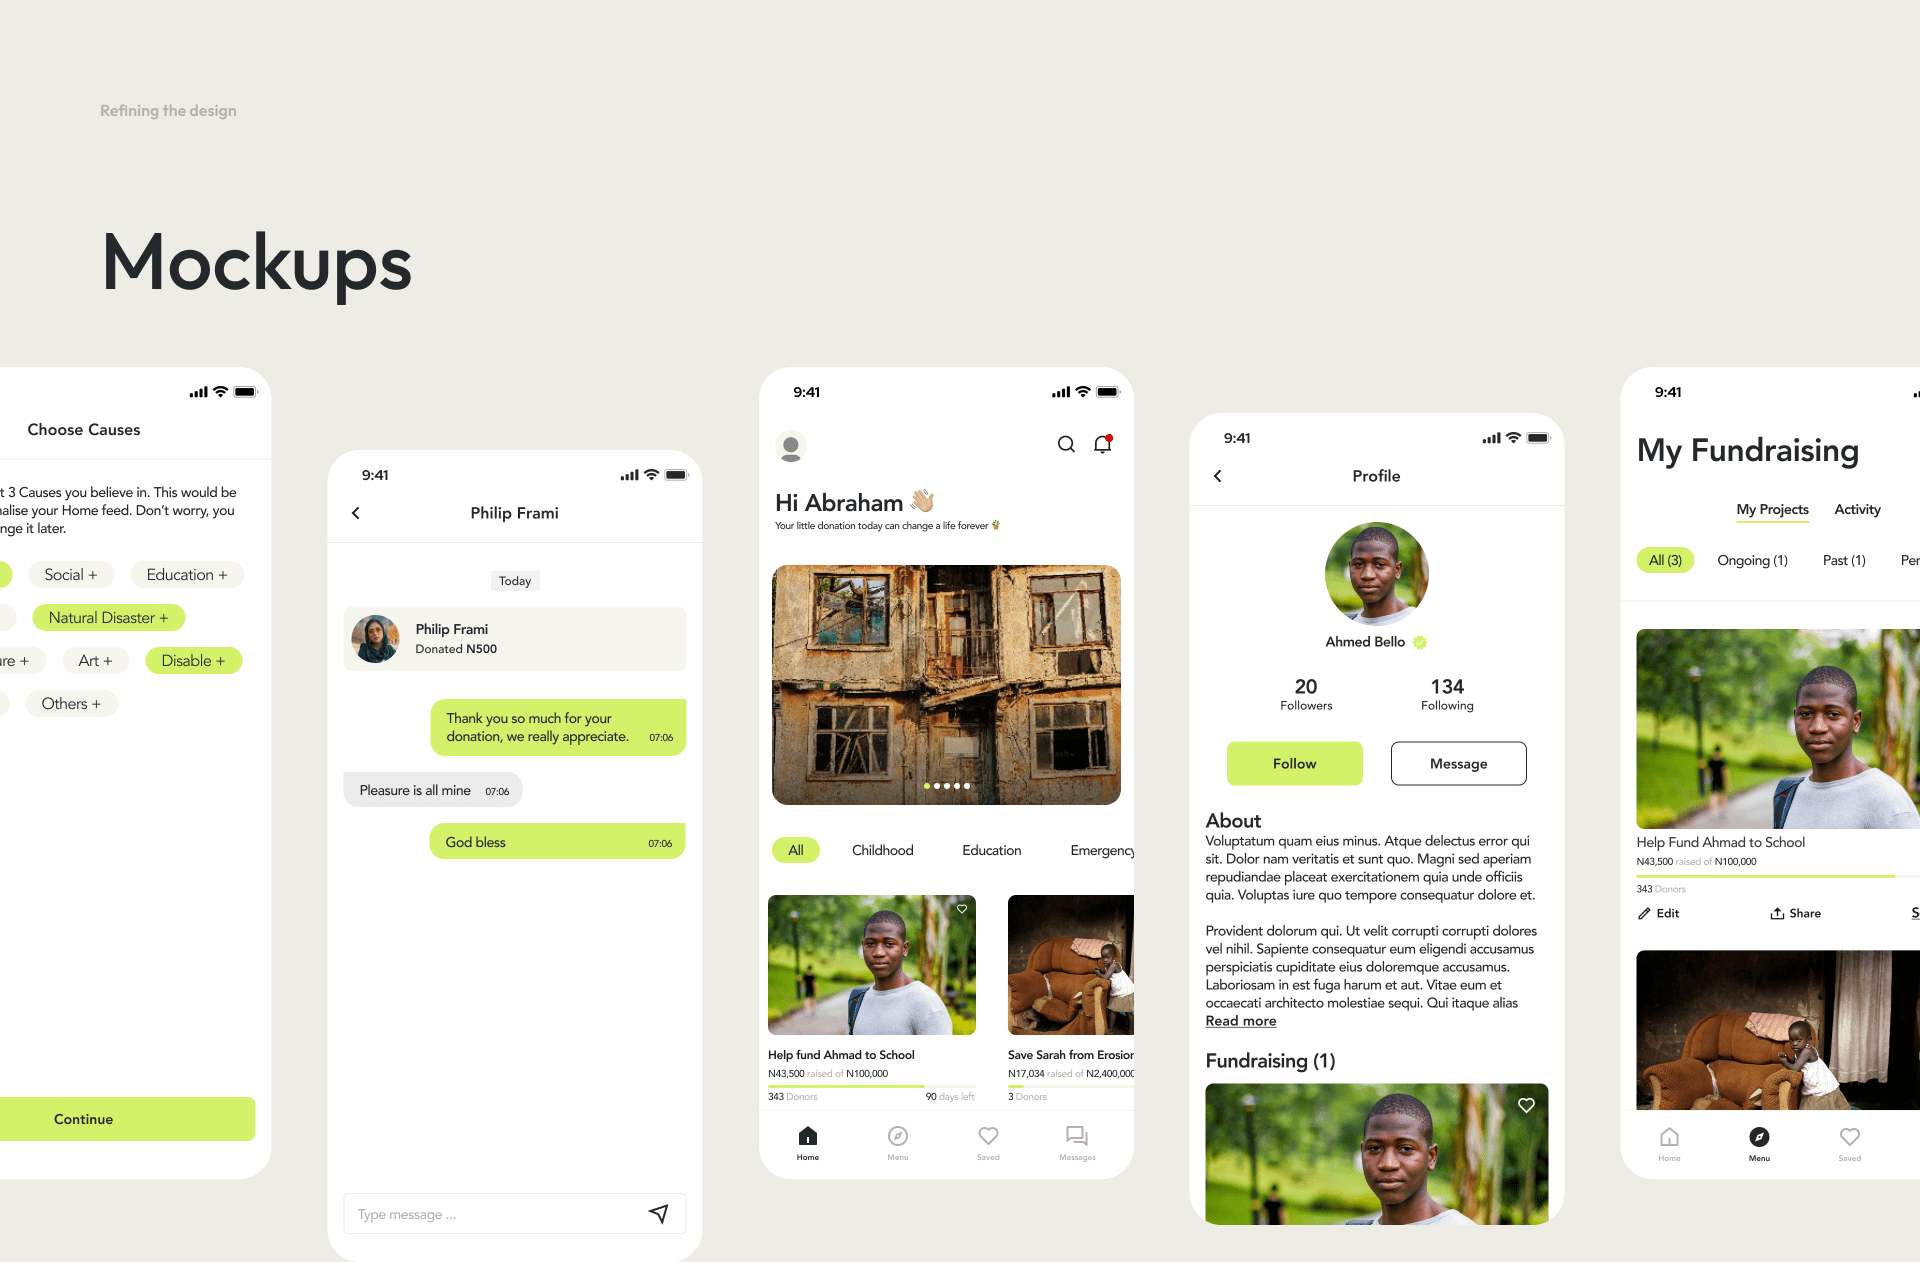 Refining the design
Mockups
Choose Causes
t 3 Causes you believe in. This would be
alise your Home feed. Don't worry, you
nge it later.
Social +
Education +
Natural Disaster +
ure +
Art +
Disable +
Others +
Continue
9:41
Philip Frami
Today
Philip Frami
Donated N500
Thank you so much for your
donation, we really appreciate. 07:06
Pleasure is all mine 07:06
God bless 07:06
Type message ...
9:41
Hi Abraham 👋🏼
Your little donation today can change a life forever
All
Childhood
Education
Emergency
Help fund Ahmad to School
N43,500 raised of N100,000
343 Donors
90 days left
Save Sarah from Erosion
N17,034 raised of N2,400,000
3 Donors
Home
Menu
Saved
Messages
9:41
Profile
Ahmed Bello
20
Followers
134
Following
Follow
Message
About
Voluptatum quam eius minus. Atque delectus error qui
sit. Dolor nam veritatis et sunt quo. Magni sed aperiam
repudiandae placeat exercitationem quia unde officiis
quia. Voluptas iure quo tempore consequatur dolore et.
Provident dolorum qui. Ut velit corrupti corrupti dolores
vel nihil. Sapiente consequatur eum eligendi accusamus
perspiciatis cupiditate eius doloremque accusamus.
Laboriosam in est fuga harum et aut. Vitae eum et
occaecati architecto molestiae sequi. Qui itaque alias
Read more
Fundraising (1)
9:41
My Fundraising
My Projects
Activity
All (3)
Ongoing (1)
Past (1)
Per
Help Fund Ahmad to School
N43,500 raised of N100,000
343 Donors
Edit
Share
S
Home
Menu
Saved